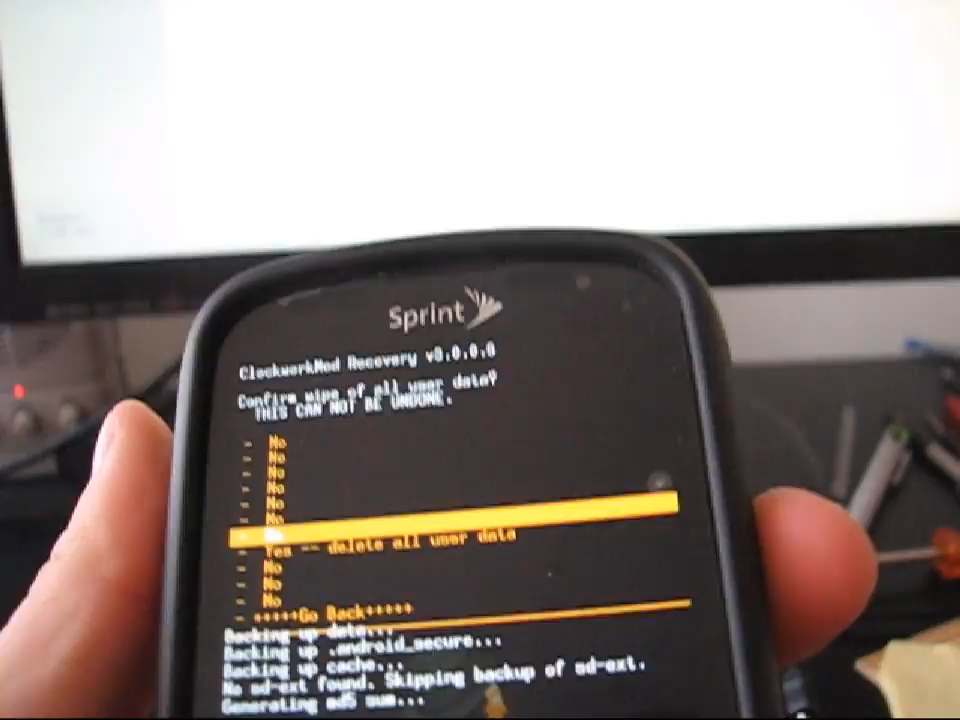 Sprint
ClockworkMod Recovery v8.0.0.0
Confirm wipe of all user data?
THIS CAN NOT BE UNDONE.
- No
- No
- No
- No
- No
- No
-
- Yes -- delete all user data
- No
- No
- No
- +++++Go Back+++++
Backing up data...
Backing up .android_secure...
Backing up cache...
No sd-ext found. Skipping backup of sd-ext.
Generating md5 sum...